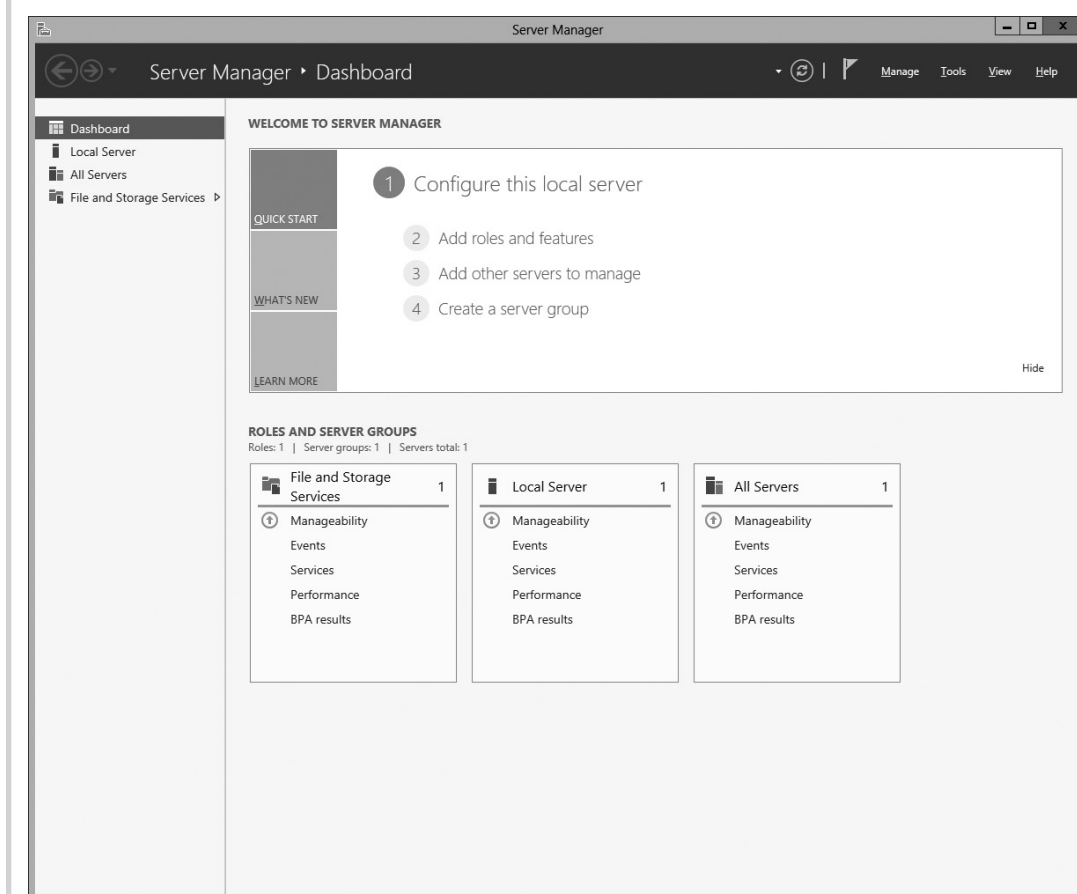 Server Manager
Server Manager • Dashboard
Manage Tools View Help
Dashboard
Local Server
All Servers
File and Storage Services
WELCOME TO SERVER MANAGER
QUICK START
WHAT'S NEW
LEARN MORE
1 Configure this local server
2 Add roles and features
3 Add other servers to manage
4 Create a server group
Hide
ROLES AND SERVER GROUPS
Roles: 1 | Server groups: 1 | Servers total: 1
File and Storage
Services 1
Manageability
Events
Services
Performance
BPA results
Local Server 1
Manageability
Events
Services
Performance
BPA results
All Servers 1
Manageability
Events
Services
Performance
BPA results